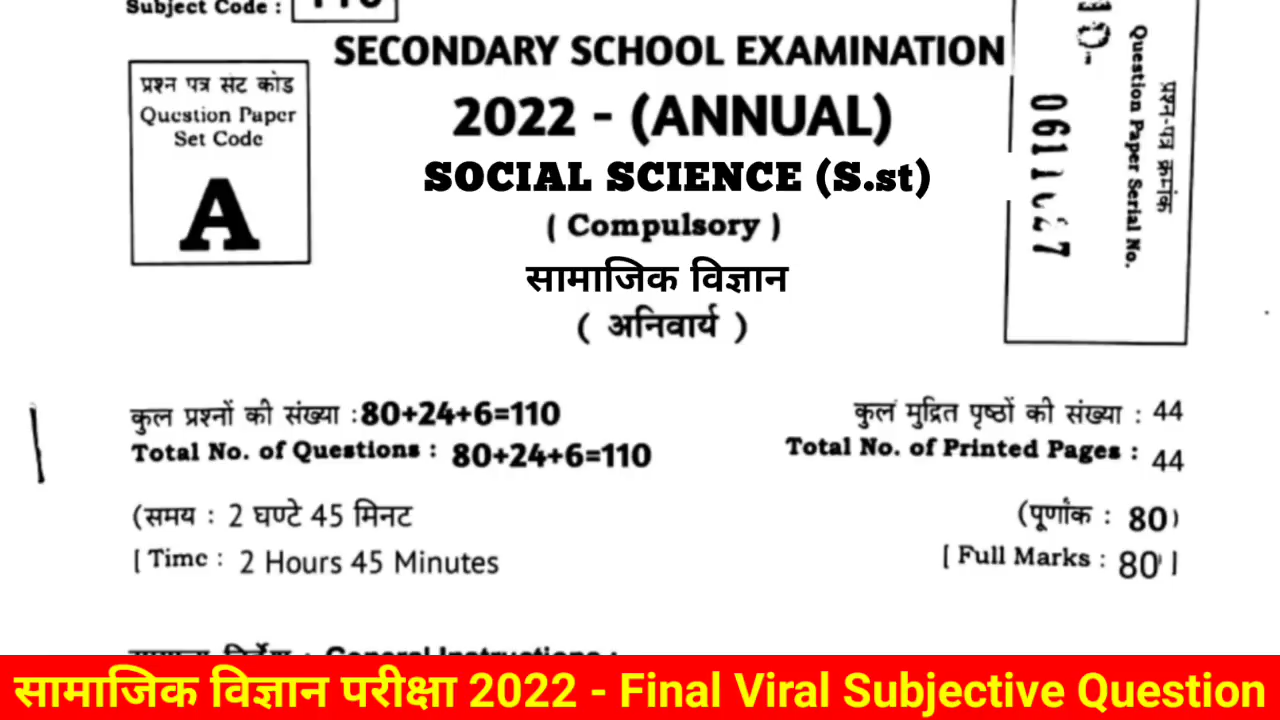 Subject Code :
SECONDARY SCHOOL EXAMINATION
2022 - (ANNUAL)
SOCIAL SCIENCE (S.st)
( Compulsory )
सामाजिक विज्ञान
( अनिवार्य )
प्रश्न पत्र सेट कोड
Question Paper
Set Code
A
प्रश्न-पत्र क्रमांक
Question Paper Serial No.
कुल प्रश्नों की संख्या : 80+24+6=110
Total No. of Questions : 80+24+6=110
कुल मुद्रित पृष्ठों की संख्या : 44
Total No. of Printed Pages : 44
(समय : 2 घण्टे 45 मिनट
[ Time : 2 Hours 45 Minutes
(पूर्णांक : 80)
[ Full Marks : 80 ]
General Instructions :
सामाजिक विज्ञान परीक्षा 2022 - Final Viral Subjective Question